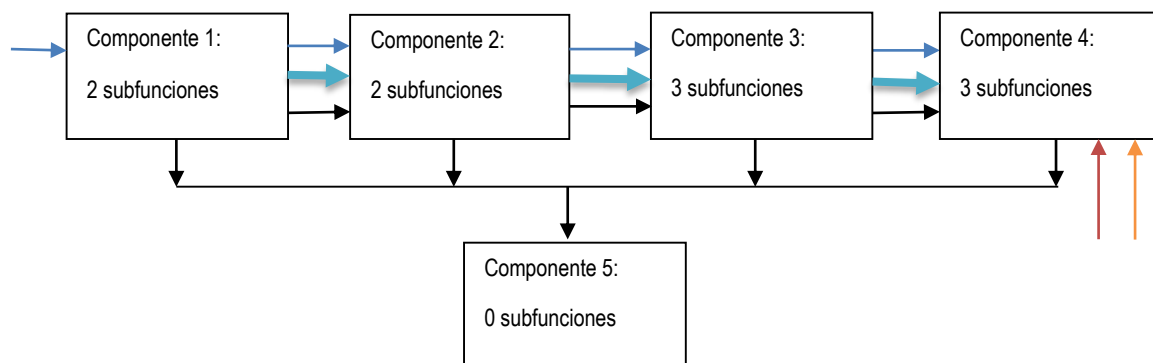 Componente 1:
2 subfunciones
Componente 2:
2 subfunciones
Componente 3:
3 subfunciones
Componente 4:
3 subfunciones
Componente 5:
0 subfunciones